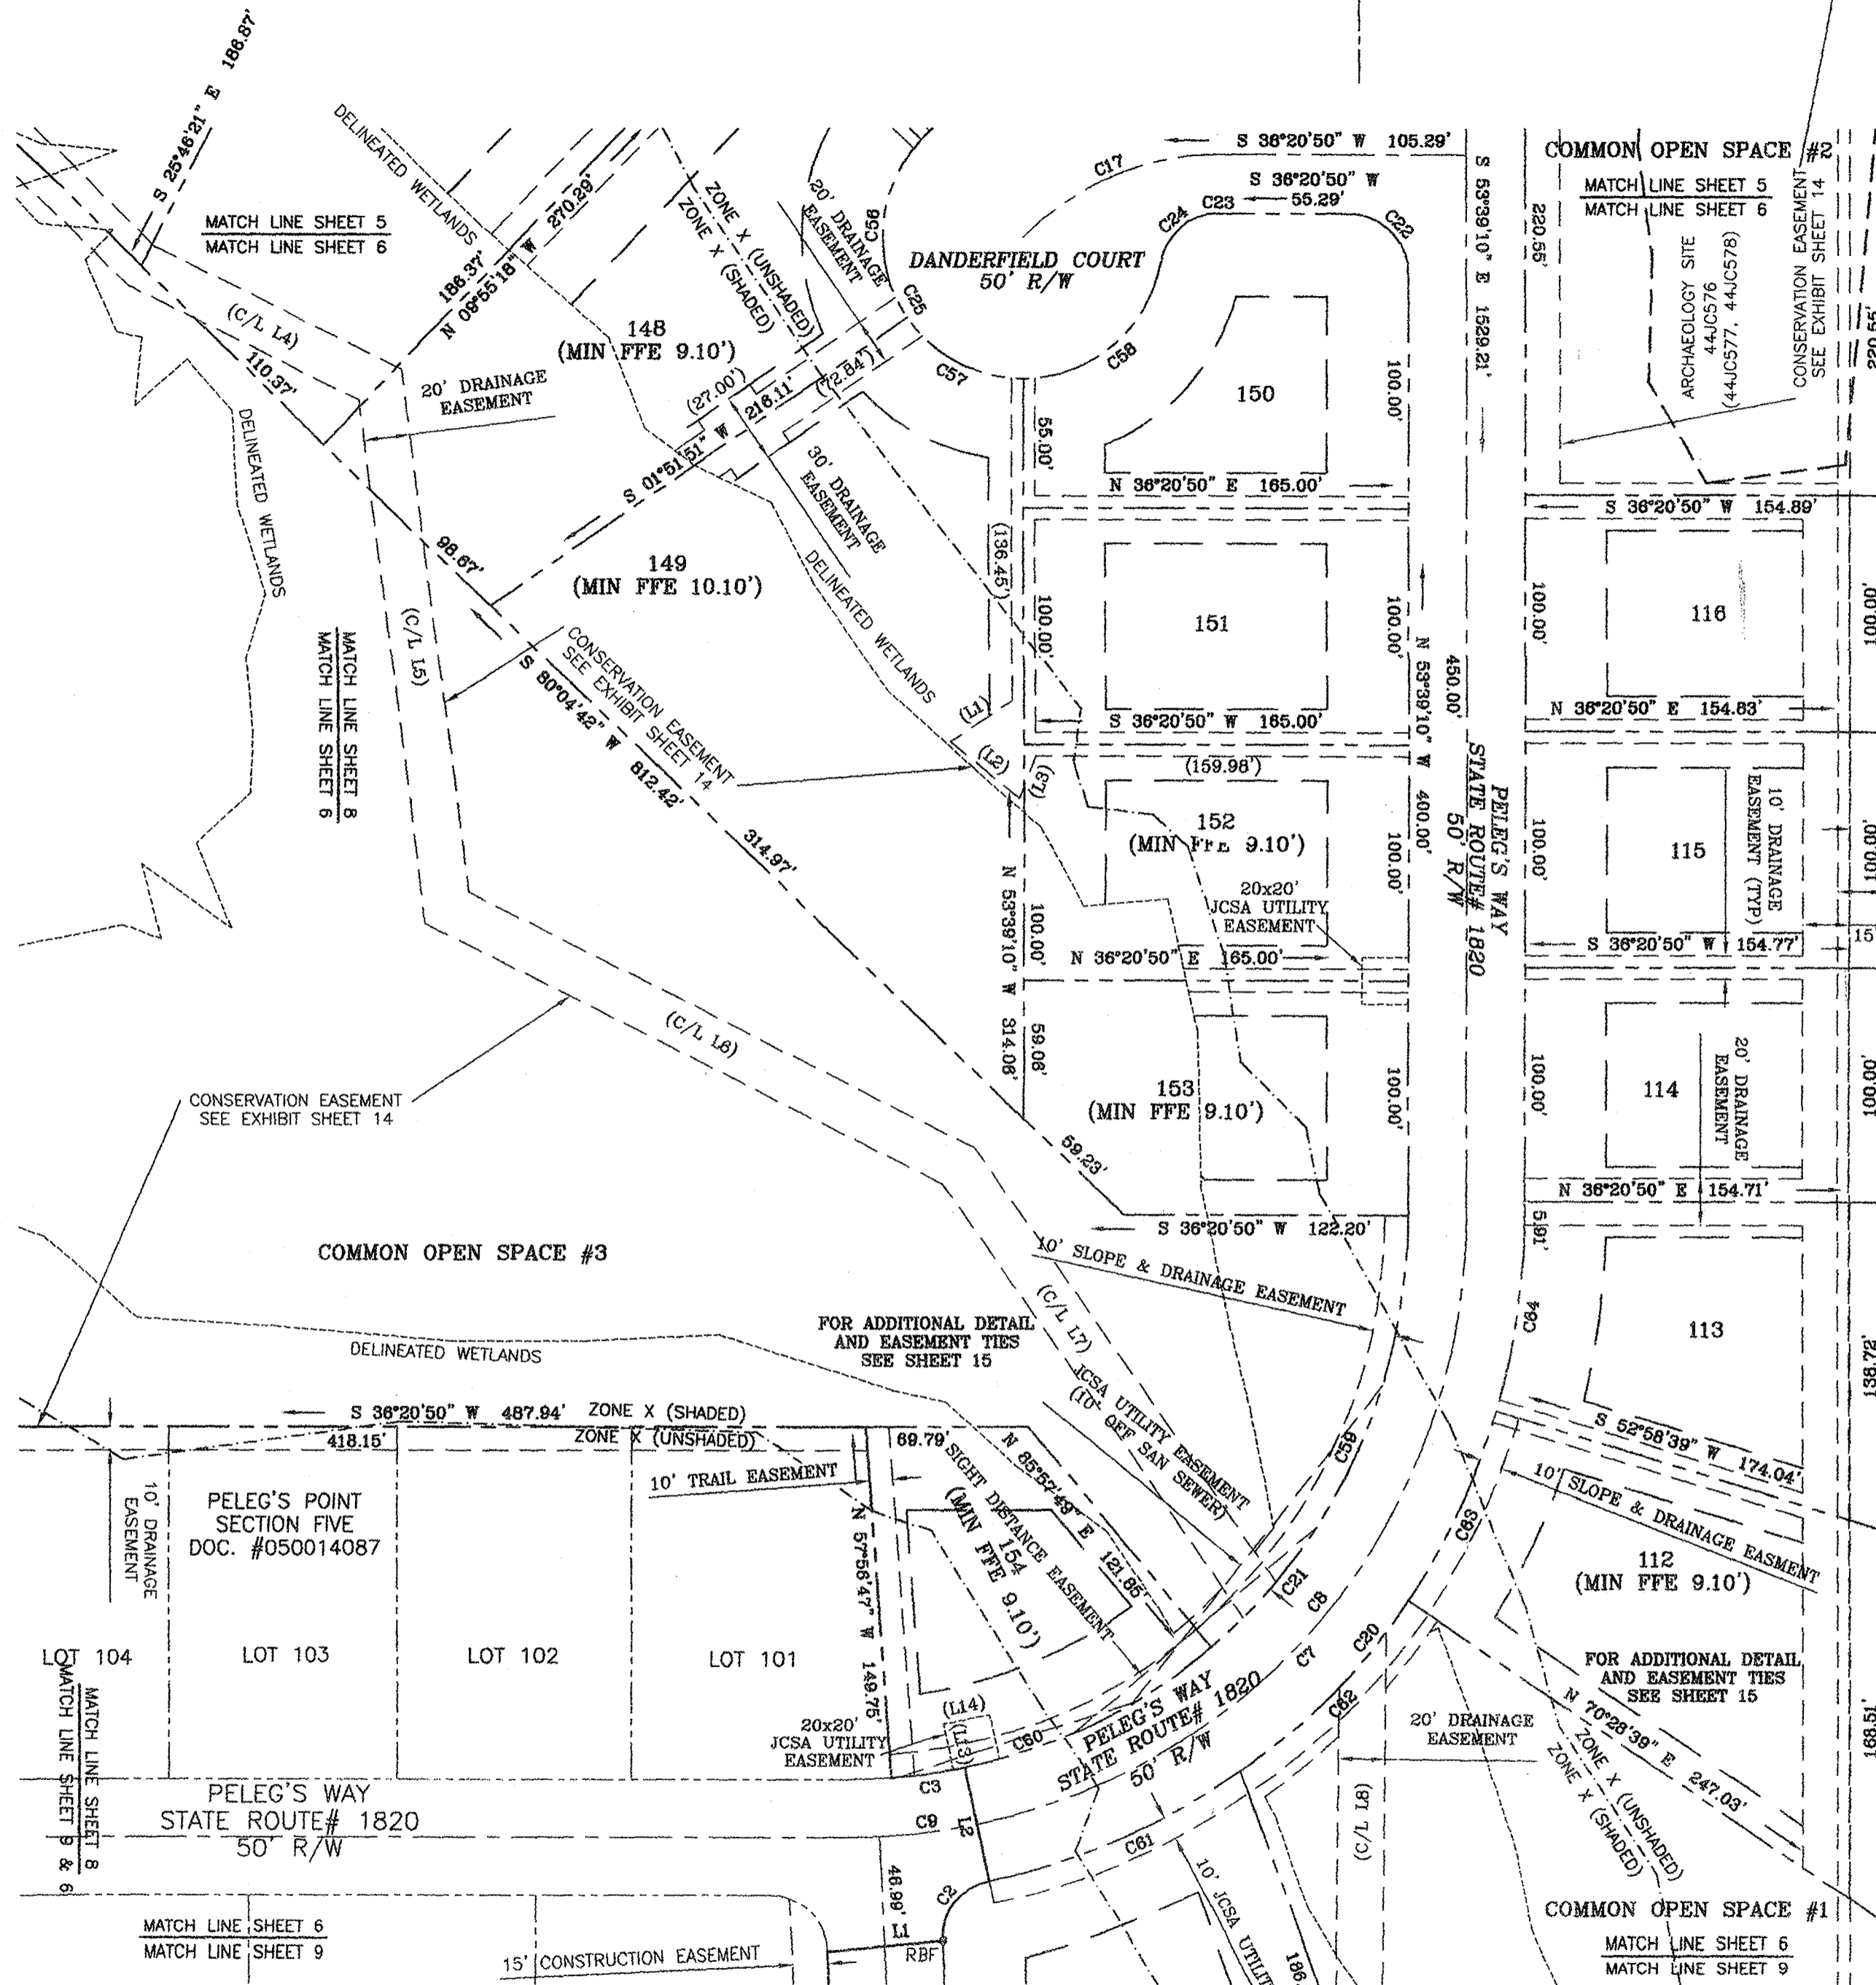 S 25°46'21" E 186.87'
MATCH LINE SHEET 5
MATCH LINE SHEET 6
DELINEATED WETLANDS
186.37' 270.29'
N 09°55'18" W
ZONE X (UNSHADED)
ZONE X (SHADED)
20' DRAINAGE
EASEMENT
C56
C25
DANDERFIELD COURT
50' R/W
C17
S 36°20'50" W 105.29'
S 36°20'50" W
55.29'
C24
C23
C22
C57
C58
S 53°39'10" E 1529.21'
220.55'
COMMON OPEN SPACE #2
MATCH LINE SHEET 5
MATCH LINE SHEET 6
ARCHAEOLOGY SITE
44JC576
(44JC577, 44JC578)
CONSERVATION EASEMENT
SEE EXHIBIT SHEET 14
220.55'
(C/L L4)
110.37'
148
(MIN FFE 9.10')
20' DRAINAGE
EASEMENT
(27.00')
216.11'
(72.84')
S 01°51'51" W
30' DRAINAGE
EASEMENT
150
100.00'
55.00'
N 36°20'50" E 165.00'
S 36°20'50" W 154.89'
DELINEATED WETLANDS
98.67'
149
(MIN FFE 10.10')
DELINEATED WETLANDS
(136.45')
100.00'
151
100.00'
N 53°39'10" W 400.00'
450.00'
100.00'
116
100.00'
MATCH LINE SHEET 8
MATCH LINE SHEET 6
(C/L L5)
CONSERVATION EASEMENT
SEE EXHIBIT SHEET 14
S 80°04'42" W 812.42'
(L1)
(L2)
(L3)
S 36°20'50" W 165.00'
N 36°20'50" E 154.83'
(159.98')
152
(MIN FFE 9.10')
100.00'
PELEG'S WAY
STATE ROUTE# 1820
50' R/W
100.00'
115
10' DRAINAGE
EASEMENT (TYP)
100.00'
314.97'
20x20'
JCSA UTILITY
EASEMENT
100.00'
N 53°39'10" W 314.06'
N 36°20'50" E 165.00'
S 36°20'50" W 154.77'
15'
(C/L L6)
59.06'
153
(MIN FFE 9.10')
100.00'
100.00'
114
20' DRAINAGE
EASEMENT
100.00'
CONSERVATION EASEMENT
SEE EXHIBIT SHEET 14
59.23'
N 36°20'50" E 154.71'
S 36°20'50" W 122.20'
5.91'
COMMON OPEN SPACE #3
10' SLOPE & DRAINAGE EASEMENT
(C/L L7)
C64
113
138.72'
FOR ADDITIONAL DETAIL
AND EASEMENT TIES
SEE SHEET 15
DELINEATED WETLANDS
JCSA UTILITY EASEMENT
(10' OFF SAN SEWER)
C59
S 36°20'50" W 487.94'
ZONE X (SHADED)
ZONE X (UNSHADED)
418.15'
69.79'
S 52°58'39" W 174.04'
10' SLOPE & DRAINAGE EASMENT
C63
10' DRAINAGE
EASEMENT
PELEG'S POINT
SECTION FIVE
DOC. #050014087
10' TRAIL EASEMENT
N 57°56'47" W 149.75'
SIGHT DISTANCE EASEMENT
154
(MIN FFE 9.10')
N 85°57'49" E 121.85'
C21
C8
C7
C20
C62
112
(MIN FFE 9.10')
LOT 104
LOT 103
LOT 102
LOT 101
FOR ADDITIONAL DETAIL
AND EASEMENT TIES
SEE SHEET 15
N 70°28'39" E 247.03'
168.51'
MATCH LINE SHEET 8
MATCH LINE SHEET 9 & 6
20x20'
JCSA UTILITY
EASEMENT
(L14)
(L13)
C60
PELEG'S WAY
STATE ROUTE# 1820
50' R/W
20' DRAINAGE
EASEMENT
ZONE X (UNSHADED)
ZONE X (SHADED)
PELEG'S WAY
STATE ROUTE# 1820
50' R/W
C3
C9
L2
C61
(C/L L8)
46.99'
C2
L1
RBF
10' JCSA UTILIT
186.
COMMON OPEN SPACE #1
MATCH LINE SHEET 6
MATCH LINE SHEET 9
15' CONSTRUCTION EASEMENT
MATCH LINE SHEET 6
MATCH LINE SHEET 9